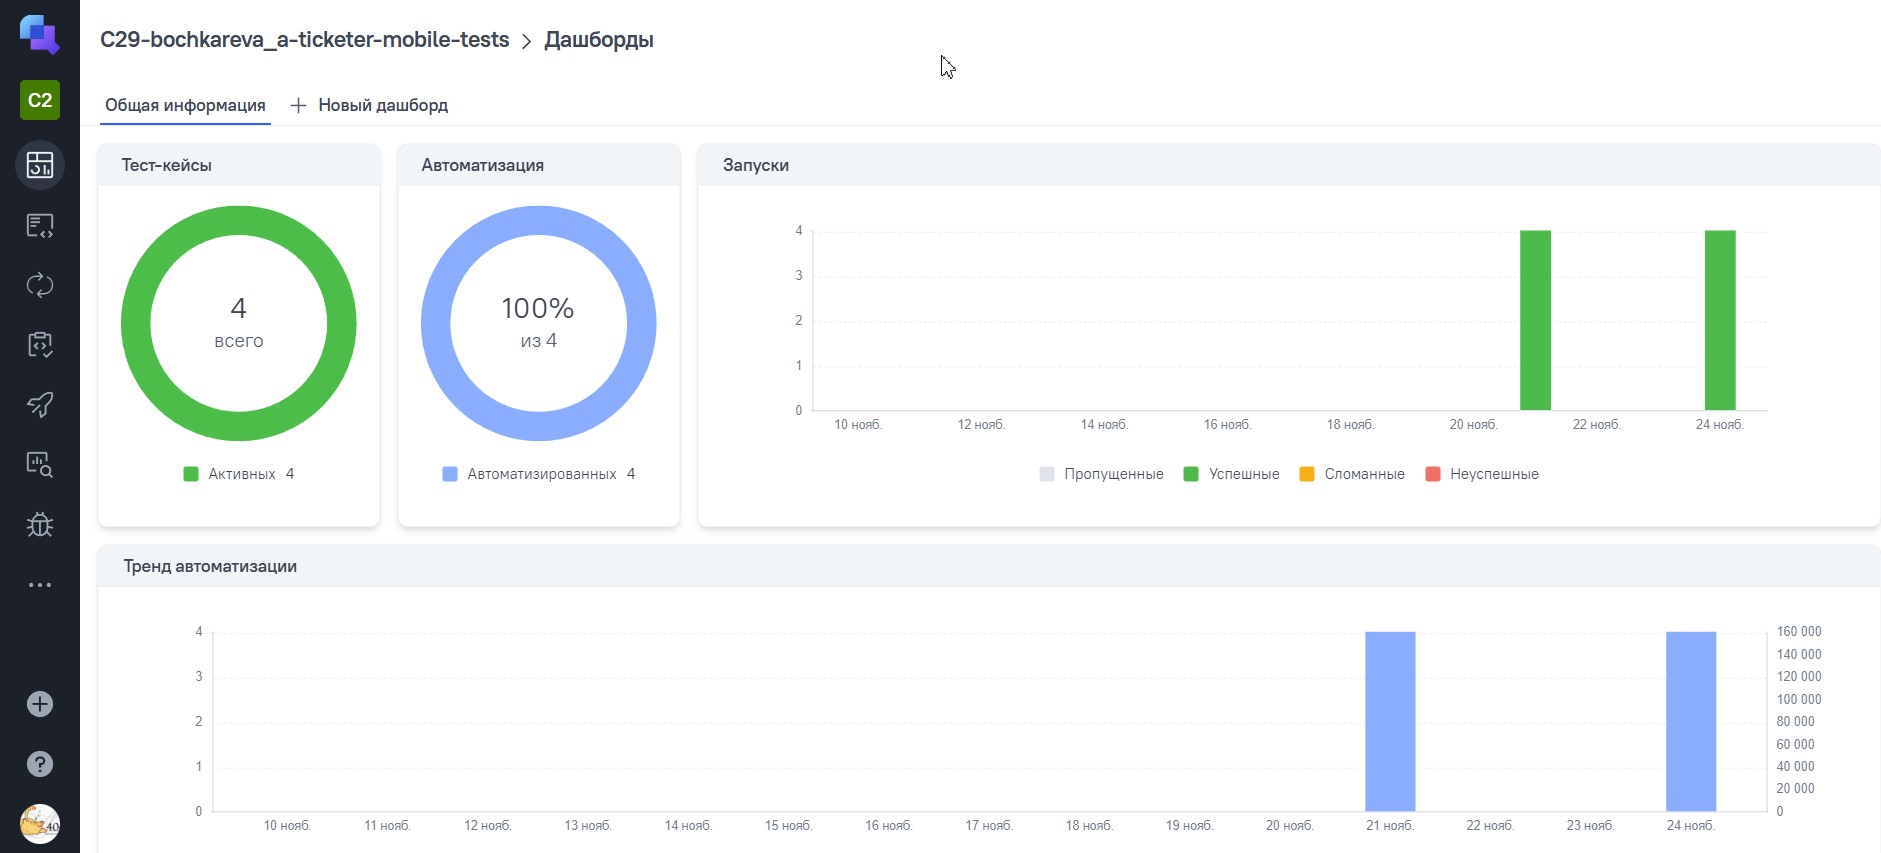 C29-bochkareva_a-ticketer-mobile-tests > Дашборды
C2
Общая информация
+ Новый дашборд
Тест-кейсы
4
всего
Активных 4
Автоматизация
100%
из 4
Автоматизированных 4
Запуски
4
3
2
1
0
10 нояб. 12 нояб. 14 нояб. 16 нояб. 18 нояб. 20 нояб. 22 нояб. 24 нояб.
Пропущенные Успешные Сломанные Неуспешные
Тренд автоматизации
4
3
2
1
0
160 000
140 000
120 000
100 000
80 000
60 000
40 000
20 000
0
10 нояб. 11 нояб. 12 нояб. 13 нояб. 14 нояб. 15 нояб. 16 нояб. 17 нояб. 18 нояб. 19 нояб. 20 нояб. 21 нояб. 22 нояб. 23 нояб. 24 нояб.
?
40